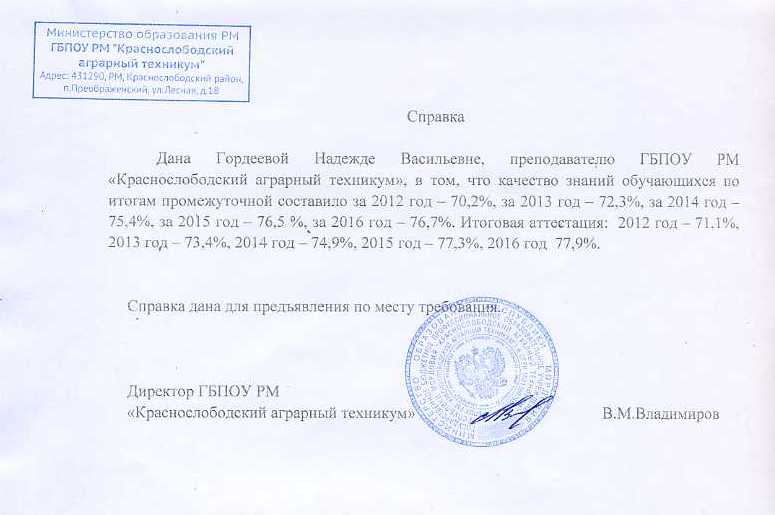 Министерство образования РМ
ГБПОУ РМ "Краснослободский
аграрный техникум"
Адрес: 431290, РМ, Краснослободский район,
п.Преображенский, ул.Лесная, д.1В
Справка
Дана Гордеевой Надежде Васильевне, преподавателю ГБПОУ РМ
«Краснослободский аграрный техникум», в том, что качество знаний обучающихся по
итогам промежуточной составило за 2012 год – 70,2%, за 2013 год – 72,3%, за 2014 год –
75,4%, за 2015 год – 76,5 %, за 2016 год – 76,7%. Итоговая аттестация: 2012 год – 71,1%,
2013 год – 73,4%, 2014 год – 74,9%, 2015 год – 77,3%, 2016 год 77,9%.
Справка дана для предъявления по месту требования.
Директор ГБПОУ РМ
«Краснослободский аграрный техникум» В.М.Владимиров